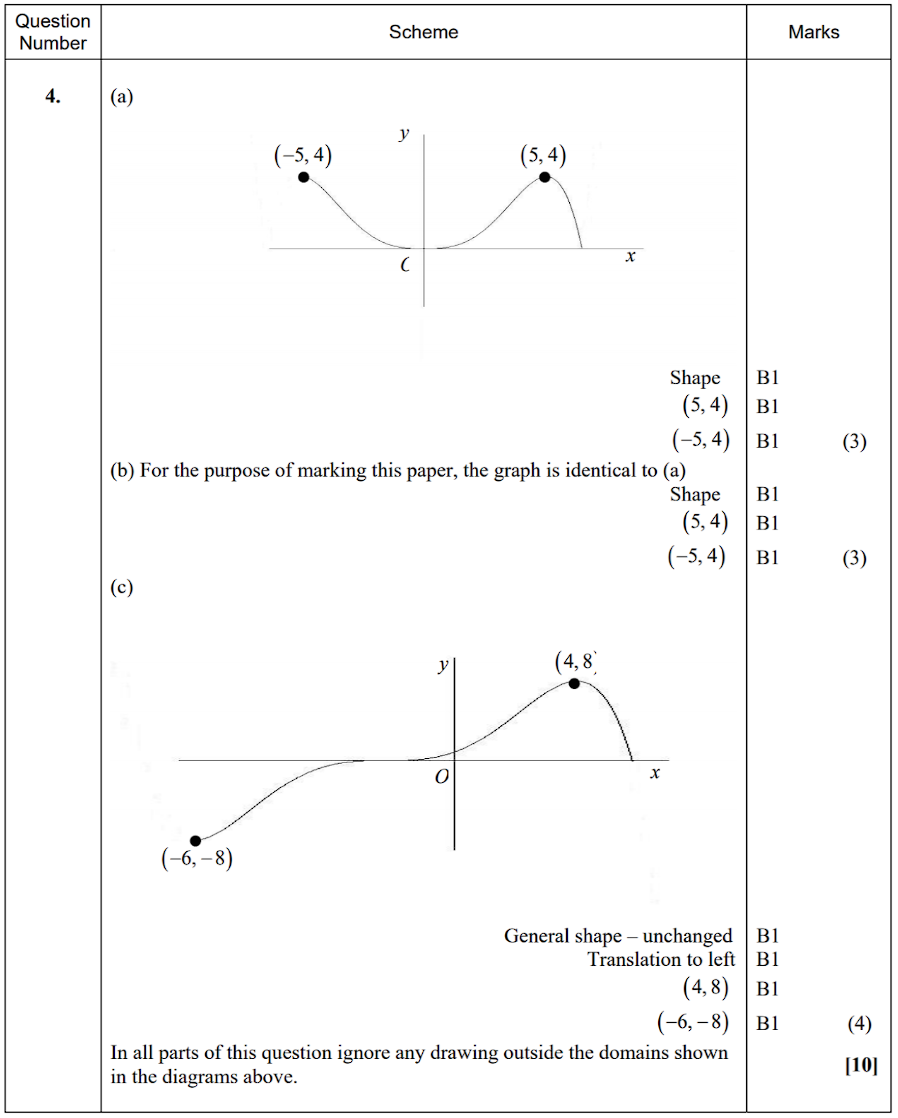 Question Number Scheme Marks
4. (a)
y
(−5, 4) (5, 4)
x
Shape B1
(5, 4) B1
(−5, 4) B1 (3)
(b) For the purpose of marking this paper, the graph is identical to (a)
Shape B1
(5, 4) B1
(−5, 4) B1 (3)
(c)
y
(4, 8
O x
(−6, −8)
General shape – unchanged B1
Translation to left B1
(4, 8) B1
(−6, −8) B1 (4)
In all parts of this question ignore any drawing outside the domains shown
in the diagrams above. [10]